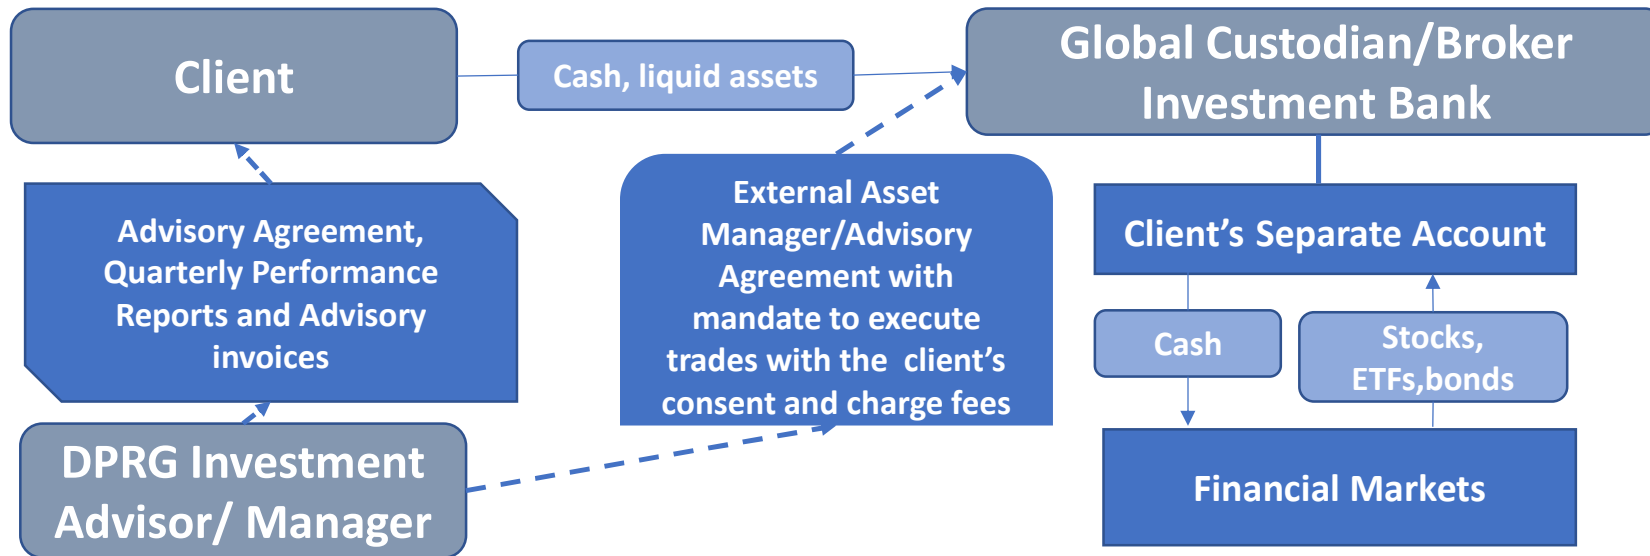 Client
Cash, liquid assets
Global Custodian/Broker
Investment Bank
Advisory Agreement,
Quarterly Performance
Reports and Advisory
invoices
External Asset
Manager/Advisory
Agreement with
mandate to execute
trades with the client’s
consent and charge fees
Client’s Separate Account
Cash
Stocks,
ETFs,bonds
DPRG Investment
Advisor/ Manager
Financial Markets